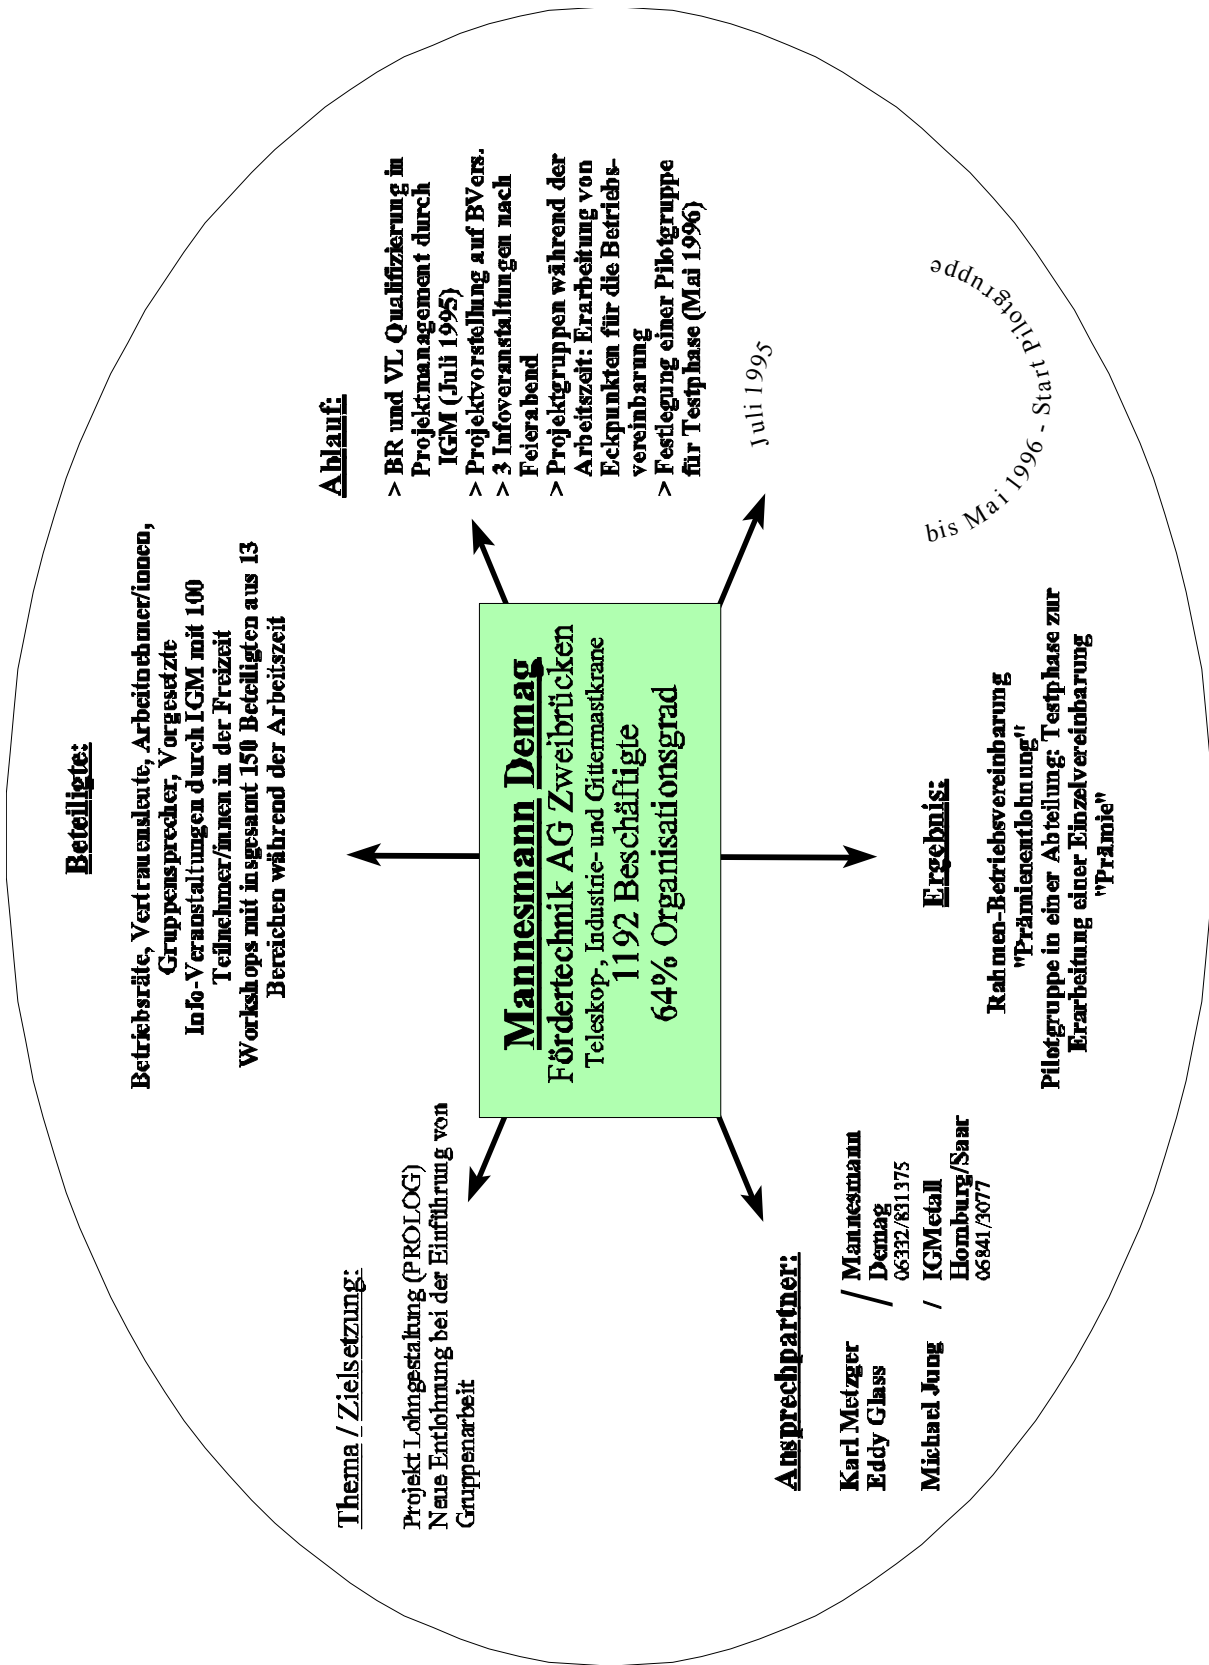 Beteiligte:
Betriebsräte, Vertrauensleute, Arbeitnehmer/innen,
Gruppensprecher, Vorgesetzte
Info-Veranstaltungen durch IGM mit 100
Teilnehmer/innen in der Freizeit
Workshops mit insgesamt 150 Beteiligten aus 13
Bereichen während der Arbeitszeit
Thema / Zielsetzung:
Projekt Lohngestaltung (PROLOG)
Neue Entlohnung bei der Einführung von
Gruppenarbeit
Mannesmann Demag
Fördertechnik AG Zweibrücken
Teleskop-, Industrie- und Gittermastkrane
1192 Beschäftigte
64% Organisationsgrad
Ablauf:
> BR und VL Qualifizierung in
Projektmanagement durch
IGM (Juli 1995)
> Projektvorstellung auf BVers.
> 3 Infoveranstaltungen nach
Feierabend
> Projektgruppen während der
Arbeitszeit: Erarbeitung von
Eckpunkten für die Betriebs-
vereinbarung
> Festlegung einer Pilotgruppe
für Testphase (Mai 1996)
Ansprechpartner:
Karl Metzger / Mannesmann
Eddy Glass / Demag
06332/831375
Michael Jung / IGMetall
Homburg/Saar
06841/3077
Ergebnis:
Rahmen-Betriebsvereinbarung
"Prämienentlohnung"
Pilotgruppe in einer Abteilung: Testphase zur
Erarbeitung einer Einzelvereinbarung
"Prämie"
Juli 1995
bis Mai 1996 - Start Pilotgruppe